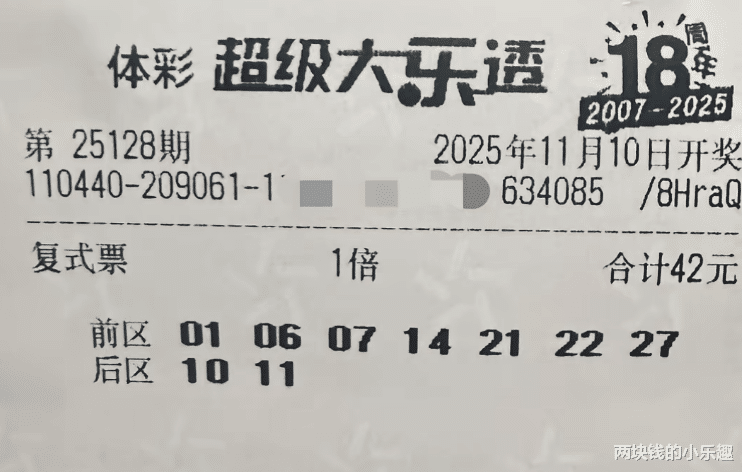 体彩 超级大乐透 18周年
2007-2025
第 25128期 2025年11月10日开奖
110440-209061-1 634085 /8HraQ
复式票 1倍 合计42元
前区 01 06 07 14 21 22 27
后区 10 11
两块钱的小乐趣